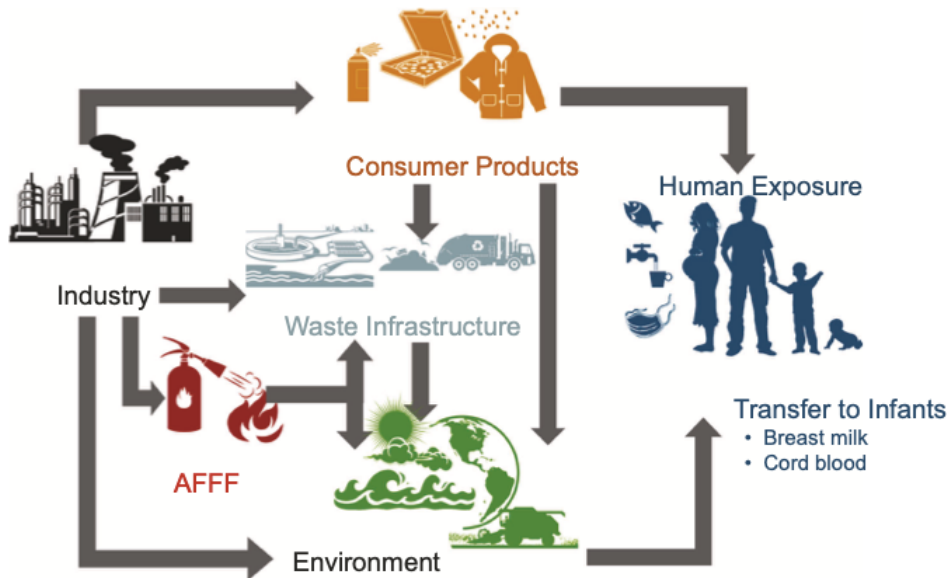 Consumer Products
Human Exposure
Industry
Waste Infrastructure
Transfer to Infants
• Breast milk
• Cord blood
AFFF
Environment